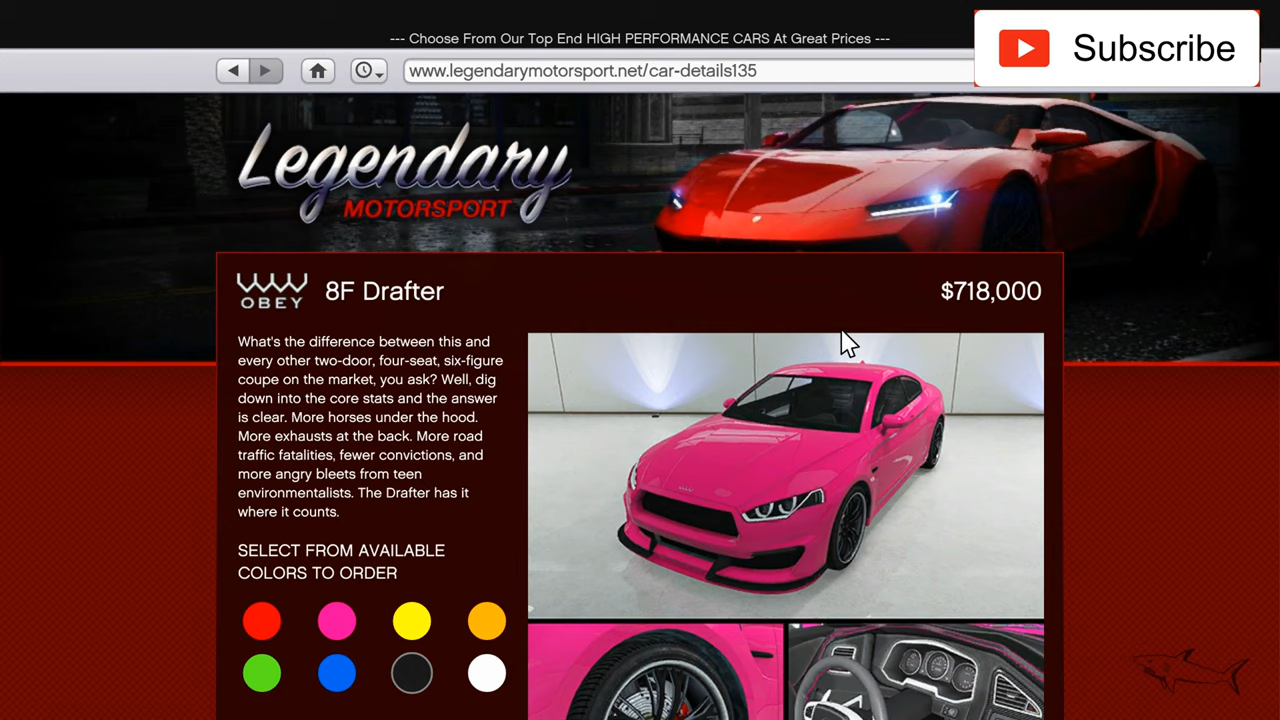 --- Choose From Our Top End HIGH PERFORMANCE CARS At Great Prices ---
Subscribe
www.legendarymotorsport.net/car-details135
Legendary
MOTORSPORT
OBEY
8F Drafter
$718,000
What's the difference between this and
every other two-door, four-seat, six-figure
coupe on the market, you ask? Well, dig
down into the core stats and the answer
is clear. More horses under the hood.
More exhausts at the back. More road
traffic fatalities, fewer convictions, and
more angry bleets from teen
environmentalists. The Drafter has it
where it counts.
SELECT FROM AVAILABLE
COLORS TO ORDER